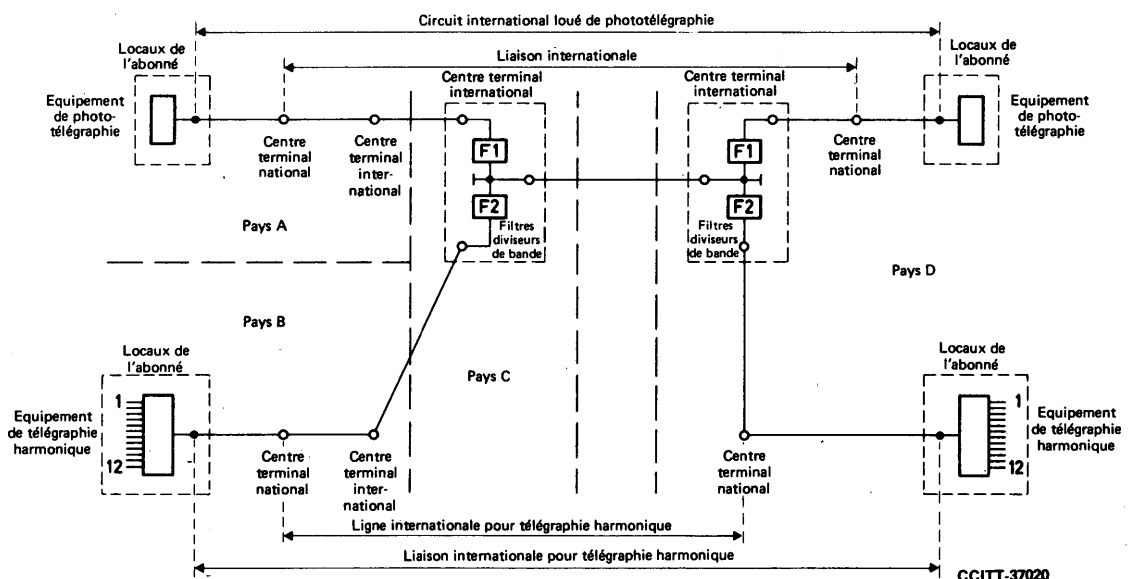 Circuit international loué de phototélégraphie
Locaux de
l'abonné
Liaison internationale
Locaux de
l'abonné
Centre terminal
international
Centre terminal
international
Equipement
de photo-
télégraphie
Equipement
de photo-
télégraphie
Centre
terminal
national
Centre
terminal
inter-
national
F1
F1
Centre
terminal
national
F2
F2
Pays A
Filtres
diviseurs
de bande
Filtres
diviseurs
de bande
Pays D
Pays B
Locaux de
l'abonné
Pays C
Locaux de
l'abonné
Equipement
de télégraphie
harmonique
1
12
1
12
Equipement
de télégraphie
harmonique
Centre
terminal
national
Centre
terminal
inter-
national
Centre
terminal
national
Ligne internationale pour télégraphie harmonique
Liaison internationale pour télégraphie harmonique
CCITT-37020